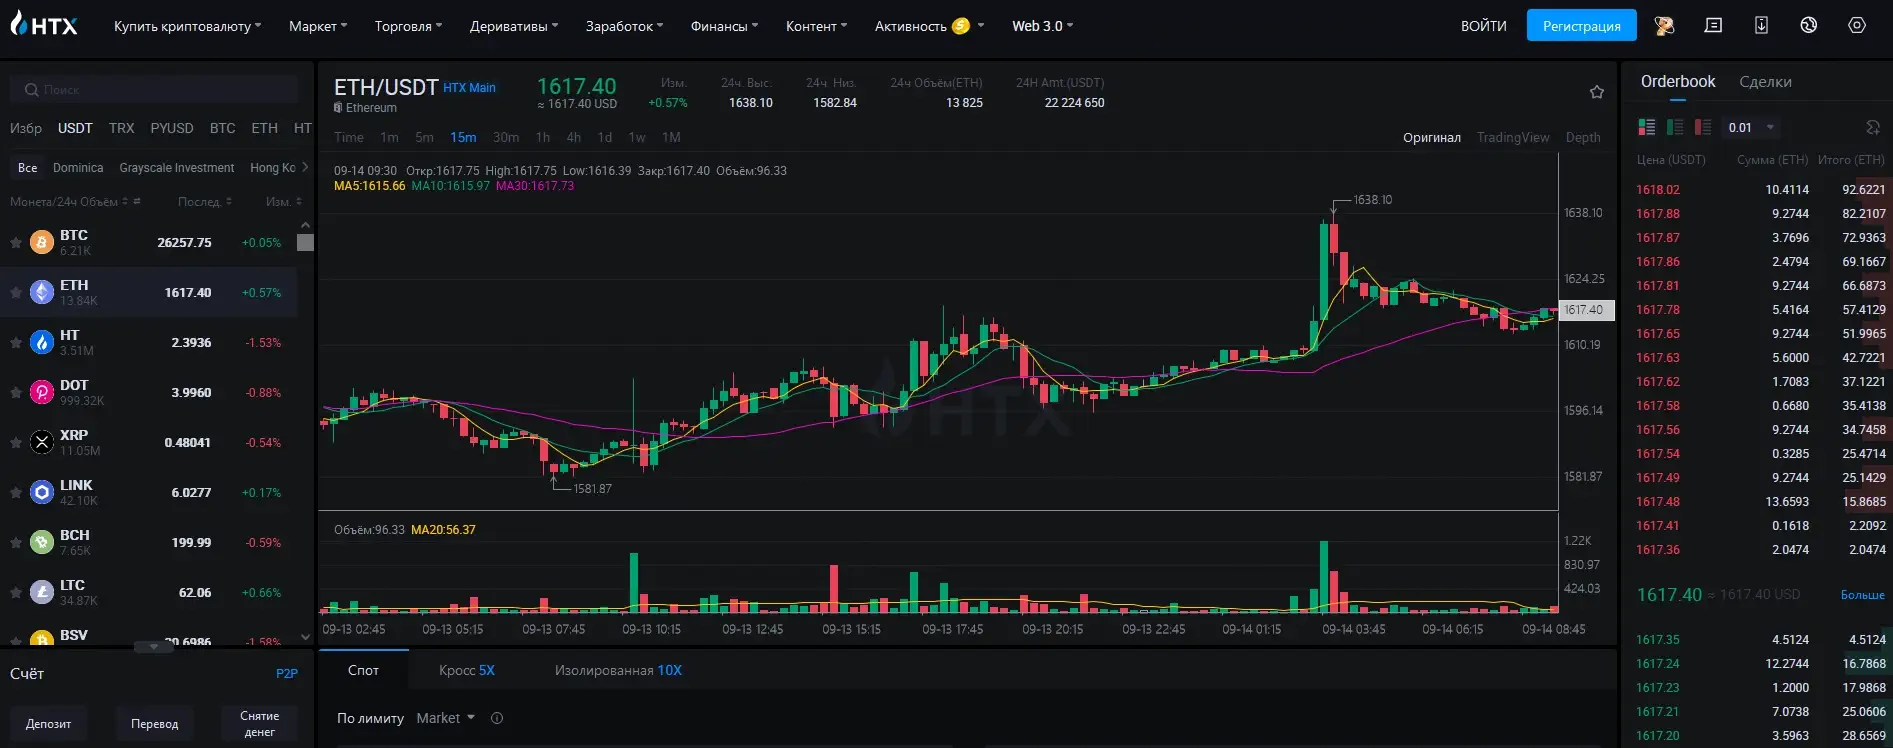 HTX Купить криптовалюту Маркет Торговля Деривативы Заработок Финансы Контент Активность Web 3.0 ВОЙТИ Регистрация
Поиск
Избр USDT TRX PYUSD BTC ETH HT
Все Dominica Grayscale Investment Hong Ko
Монета/24ч Объём Послед. Изм.
BTC 26257.75 +0.05%
6.21K
ETH 1617.40 +0.57%
13.84K
HT 2.3936 -1.53%
3.51M
DOT 3.9960 -0.88%
999.32K
XRP 0.48041 -0.54%
11.05M
LINK 6.0277 +0.17%
42.10K
BCH 199.99 -0.59%
7.65K
LTC 62.06 +0.66%
34.87K
BSV -1.58%
Счёт P2P
Депозит Перевод Снятие
денег
ETH/USDT HTX Main 1617.40 Изм. 24ч. Выс. 24ч. Низ. 24ч Объём(ETH) 24H Amt.(USDT)
Ethereum ≈ 1617.40 USD +0.57% 1638.10 1582.84 13 825 22 224 650
Time 1m 5m 15m 30m 1h 4h 1d 1w 1M Оригинал TradingView Depth
09-14 09:30 Откр:1617.75 High:1617.75 Low:1616.39 Закр:1617.40 Объём:96.33
MA5:1615.66 MA10:1615.97 MA30:1617.73
1638.10
1638.10
1624.25
1617.40
1610.19
HTX
1596.14
1581.87
1581.87
Объём:96.33 MA20:56.37
1.22K
830.97
424.03
09-13 02:45 09-13 05:15 09-13 07:45 09-13 10:15 09-13 12:45 09-13 15:15 09-13 17:45 09-13 20:15 09-13 22:45 09-14 01:15 09-14 03:45 09-14 06:15 09-14 08:45
Спот Кросс 5X Изолированная 10X
По лимиту Market
Orderbook Сделки
0.01
Цена (USDT) Сумма (ETH) Итого (ETH)
1618.02 10.4114 92.6221
1617.88 9.2744 82.2107
1617.87 3.7696 72.9363
1617.86 2.4794 69.1667
1617.81 9.2744 66.6873
1617.78 5.4164 57.4129
1617.65 9.2744 51.9965
1617.63 5.6000 42.7221
1617.62 1.7083 37.1221
1617.58 0.6680 35.4138
1617.56 9.2744 34.7458
1617.54 0.3285 25.4714
1617.49 9.2744 25.1429
1617.48 13.6593 15.8685
1617.41 0.1618 2.2092
1617.36 2.0474 2.0474
1617.40 ≈ 1617.40 USD Больше
1617.35 4.5124 4.5124
1617.24 12.2744 16.7868
1617.23 1.2000 17.9868
1617.21 7.0738 25.0606
1617.20 3.5963 28.6569